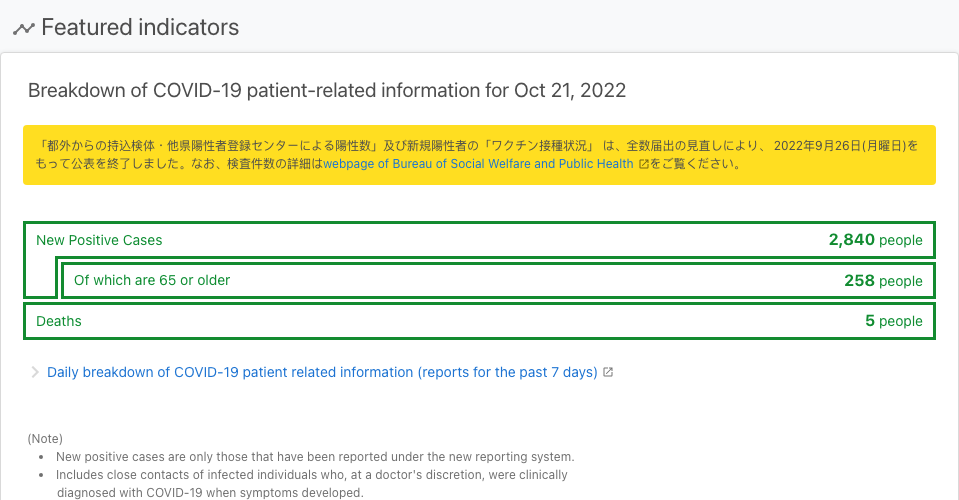 Featured indicators
Breakdown of COVID-19 patient-related information for Oct 21, 2022
「都外からの持込検体・他県陽性者登録センターによる陽性数」及び新規陽性者の「ワクチン接種状況」 は、全数届出の見直しにより、 2022年9月26日(月曜日)を
もって公表を終了しました。なお、検査件数の詳細はwebpage of Bureau of Social Welfare and Public Health をご覧ください。
New Positive Cases 2,840 people
Of which are 65 or older 258 people
Deaths 5 people
Daily breakdown of COVID-19 patient related information (reports for the past 7 days)
(Note)
• New positive cases are only those that have been reported under the new reporting system.
• Includes close contacts of infected individuals who, at a doctor's discretion, were clinically
diagnosed with COVID-19 when symptoms developed.